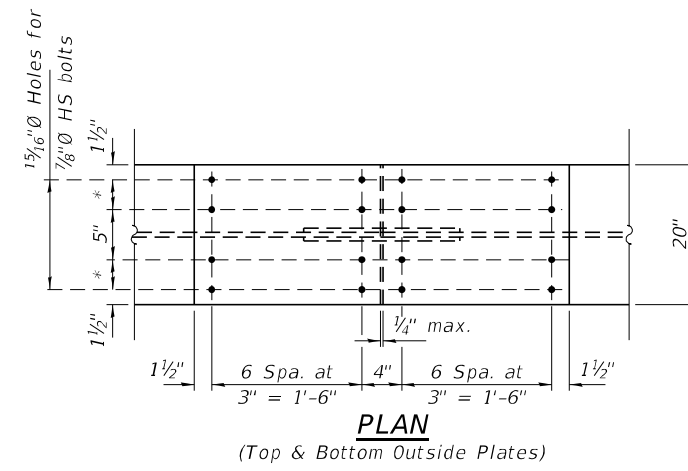 15/16"Ø Holes for
7/8"Ø HS bolts
1½"
*
5"
*
1½"
20"
¼" max.
1½"
6 Spa. at
3" = 1'-6"
4"
6 Spa. at
3" = 1'-6"
1½"
PLAN
(Top & Bottom Outside Plates)